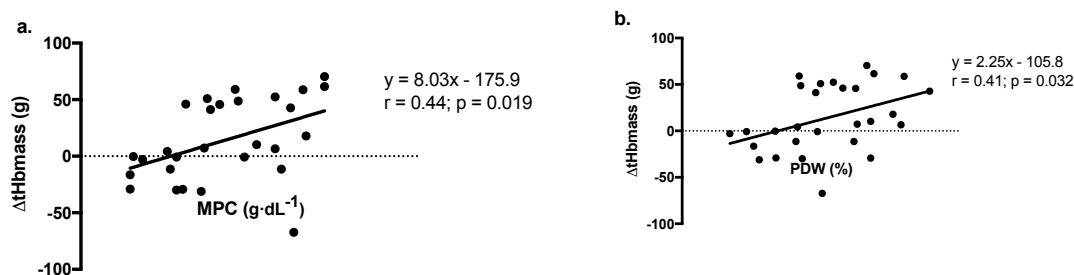 a.
ΔtHbmass (g)
100
50
0
-50
-100
y = 8.03x - 175.9
r = 0.44; p = 0.019
MPC (g·dL⁻¹)
b.
ΔtHbmass (g)
100
50
0
-50
-100
y = 2.25x - 105.8
r = 0.41; p = 0.032
PDW (%)